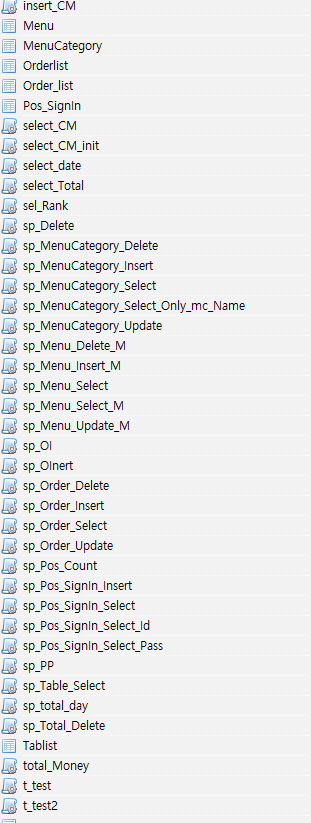 insert_CM
Menu
MenuCategory
Orderlist
Order_list
Pos_SignIn
select_CM
select_CM_init
select_date
select_Total
sel_Rank
sp_Delete
sp_MenuCategory_Delete
sp_MenuCategory_Insert
sp_MenuCategory_Select
sp_MenuCategory_Select_Only_mc_Name
sp_MenuCategory_Update
sp_Menu_Delete_M
sp_Menu_Insert_M
sp_Menu_Select
sp_Menu_Select_M
sp_Menu_Update_M
sp_OI
sp_OInert
sp_Order_Delete
sp_Order_Insert
sp_Order_Select
sp_Order_Update
sp_Pos_Count
sp_Pos_SignIn_Insert
sp_Pos_SignIn_Select
sp_Pos_SignIn_Select_Id
sp_Pos_SignIn_Select_Pass
sp_PP
sp_Table_Select
sp_total_day
sp_Total_Delete
Tablist
total_Money
t_test
t_test2